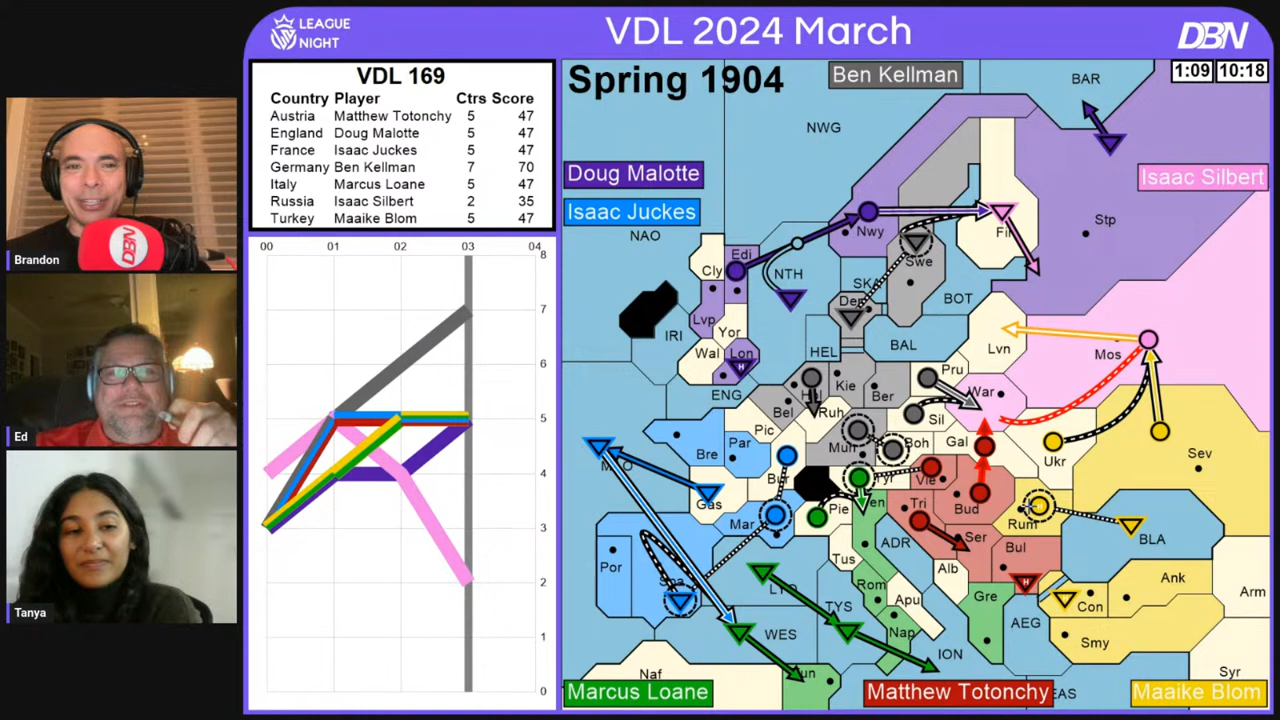 LEAGUE
NIGHT
VDL 2024 March
DBN
VDL 169
Country Player Ctrs Score
Austria Matthew Totonchy 5 47
England Doug Malotte 5 47
France Isaac Juckes 5 47
Germany Ben Kellman 7 70
Italy Marcus Loane 5 47
Russia Isaac Silbert 2 35
Turkey Maaike Blom 5 47
00 01 02 03 04
8
7
6
5
4
3
2
1
0
Brandon
DBN
Ed
Tanya
Spring 1904
Ben Kellman
1:09 10:18
BAR
NWG
Doug Malotte
Isaac Silbert
Isaac Juckes
NAO
Nwy
Stp
Edi
Cly
NTH
Swe
SKA
BOT
Lvp
Yor
IRI
HEL
BAL
Lvn
Mos
Wal
Lon
H
ENG
Kie
Ber
Pru
War
Bel
Ruh
Sil
Pic
Bre
Par
Mun
Boh
Gal
Ukr
Sev
Bur
Gas
Tyr
Vie
Bud
Rum
Mar
Pie
Ven
Tri
BLA
Por
Spa
Tus
ADR
Ser
Bul
H
Alb
Rom
Apu
Gre
Con
Ank
Arm
LYO
TYS
Nap
AEG
Smy
WES
ION
Naf
Tun
Syr
EAS
Marcus Loane
Matthew Totonchy
Maaike Blom